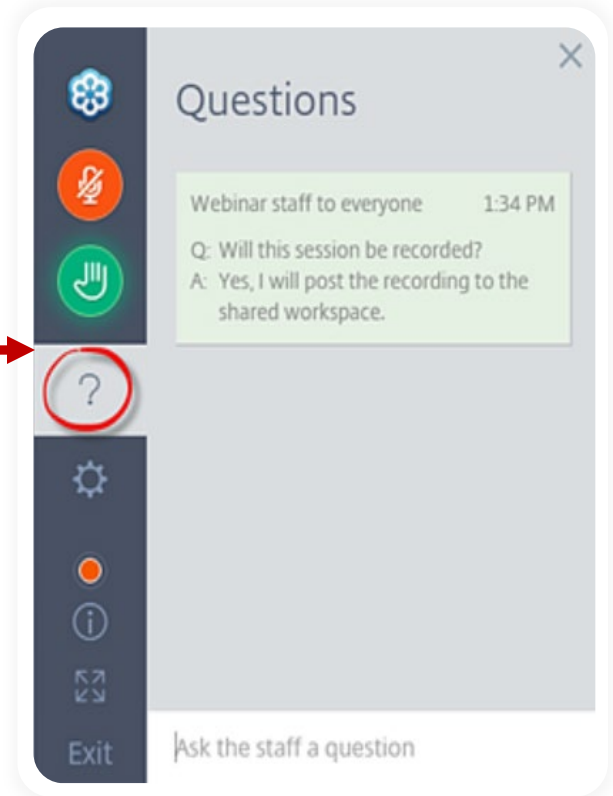 Questions
Webinar staff to everyone 1:34 PM
Q: Will this session be recorded?
A: Yes, I will post the recording to the
shared workspace.
?
Exit
Ask the staff a question